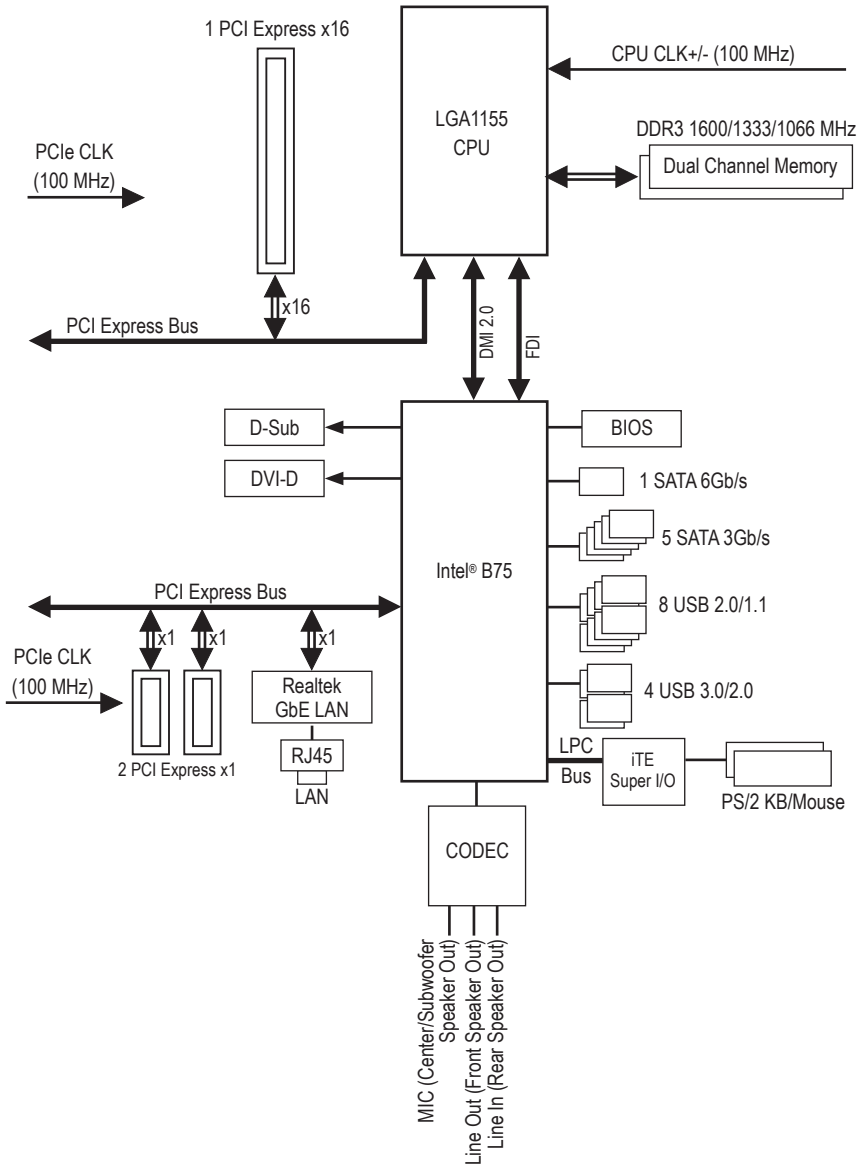 1 PCI Express x16
CPU CLK+/- (100 MHz)
LGA1155
CPU
DDR3 1600/1333/1066 MHz
Dual Channel Memory
PCIe CLK
(100 MHz)
x16
PCI Express Bus
DMI 2.0
FDI
D-Sub
BIOS
DVI-D
1 SATA 6Gb/s
5 SATA 3Gb/s
Intel® B75
PCI Express Bus
8 USB 2.0/1.1
x1
x1
x1
PCIe CLK
(100 MHz)
Realtek
GbE LAN
4 USB 3.0/2.0
RJ45
LAN
2 PCI Express x1
LPC
Bus
iTE
Super I/O
PS/2 KB/Mouse
CODEC
MIC (Center/Subwoofer
Speaker Out)
Line Out (Front Speaker Out)
Line In (Rear Speaker Out)